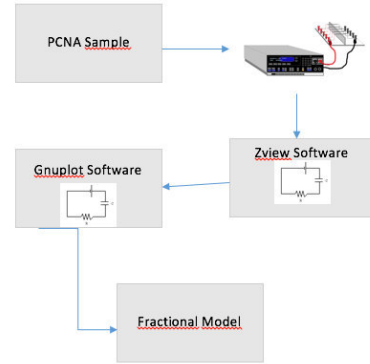 PCNA Sample
Zview Software
Gnuplot Software
Fractional Model